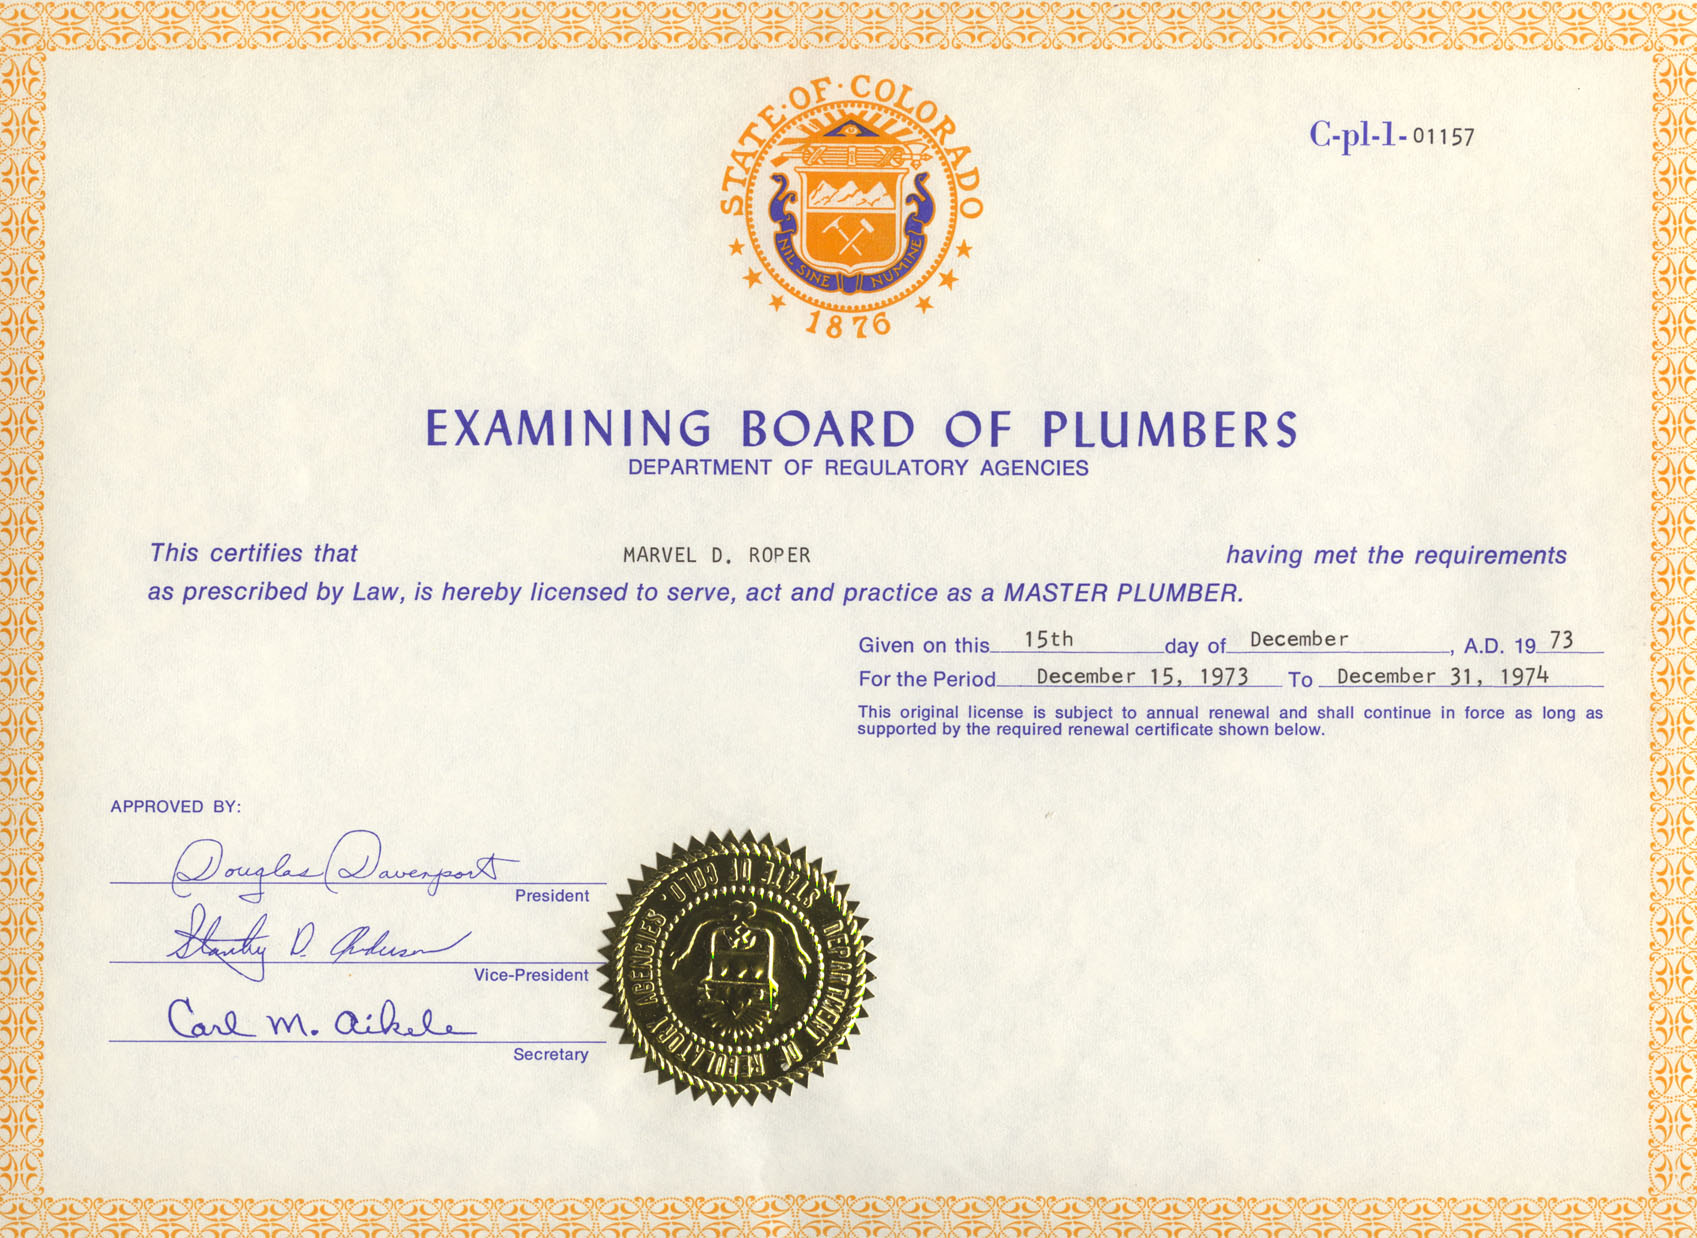 STATE · OF · COLORADO
NIL SINE NUMINE
1876
C-pl-1-01157
EXAMINING BOARD OF PLUMBERS
DEPARTMENT OF REGULATORY AGENCIES
This certifies that MARVEL D. ROPER having met the requirements
as prescribed by Law, is hereby licensed to serve, act and practice as a MASTER PLUMBER.
Given on this 15th day of December, A.D. 19 73
For the Period December 15, 1973 To December 31, 1974
This original license is subject to annual renewal and shall continue in force as long as
supported by the required renewal certificate shown below.
APPROVED BY:
Douglas Davenport
President
Stanley D. Anderson
Vice-President
Carl M. Aikele
Secretary
DEPARTMENT OF REGULATORY AGENCIES
STATE OF COLO.